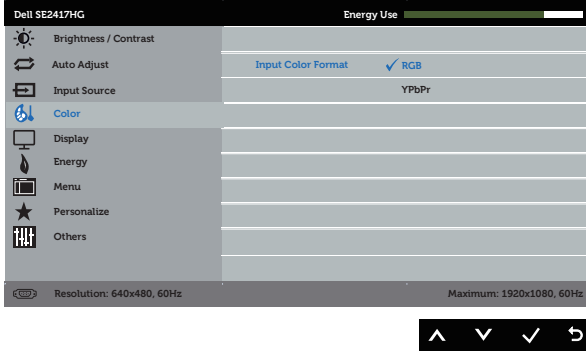 Dell SE2417HG Energy Use
Brightness / Contrast
Auto Adjust Input Color Format RGB
Input Source YPbPr
Color
Display
Energy
Menu
Personalize
Others
Resolution: 640x480, 60Hz Maximum: 1920x1080, 60Hz